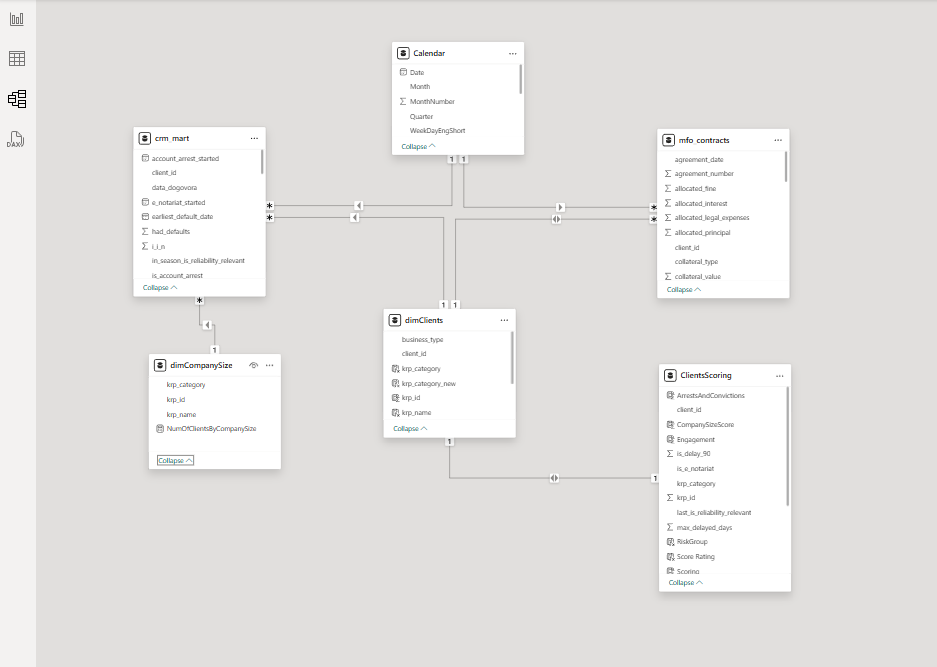 DAX
Calendar
Date
Month
MonthNumber
Quarter
WeekDayEngShort
Collapse
crm_mart
account_arrest_started
client_id
data_dogovora
e_notariat_started
earliest_default_date
had_defaults
i_i_n
in_season_is_reliability_relevant
is_account_arrest
Collapse
mfo_contracts
agreement_date
agreement_number
allocated_fine
allocated_interest
allocated_legal_expenses
allocated_principal
client_id
collateral_type
collateral_value
Collapse
1 1
*
*
*
*
1 1
*
1
dimCompanySize
krp_category
krp_id
krp_name
NumOfClientsByCompanySize
Collapse
dimClients
business_type
client_id
krp_category
krp_category_new
krp_id
krp_name
Collapse
1
1
ClientsScoring
ArrestsAndConvictions
client_id
CompanySizeScore
Engagement
is_delay_90
is_e_notariat
krp_category
krp_id
last_is_reliability_relevant
max_delayed_days
RiskGroup
Score Rating
Scoring
Collapse